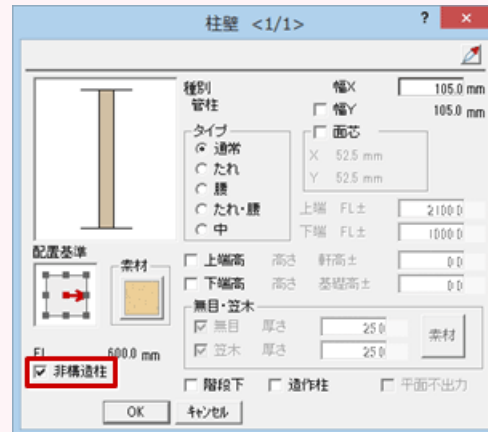 柱壁 <1/1>
? ×
種別 幅X 105.0 mm
管柱 幅Y 105.0 mm
タイプ
通常
たれ
腰
たれ・腰
中
面芯
X 52.5 mm
Y 52.5 mm
上端 FL± 2100.0
下端 FL± 1000.0
配置基準
素材
上端高 高さ 軒高± 0.0
下端高 高さ 基礎高± 0.0
無目・笠木
無目 厚さ 25.0
笠木 厚さ 25.0
素材
FL 600.0 mm
非構造柱
階段下 造作柱 平面不出力
OK キャンセル